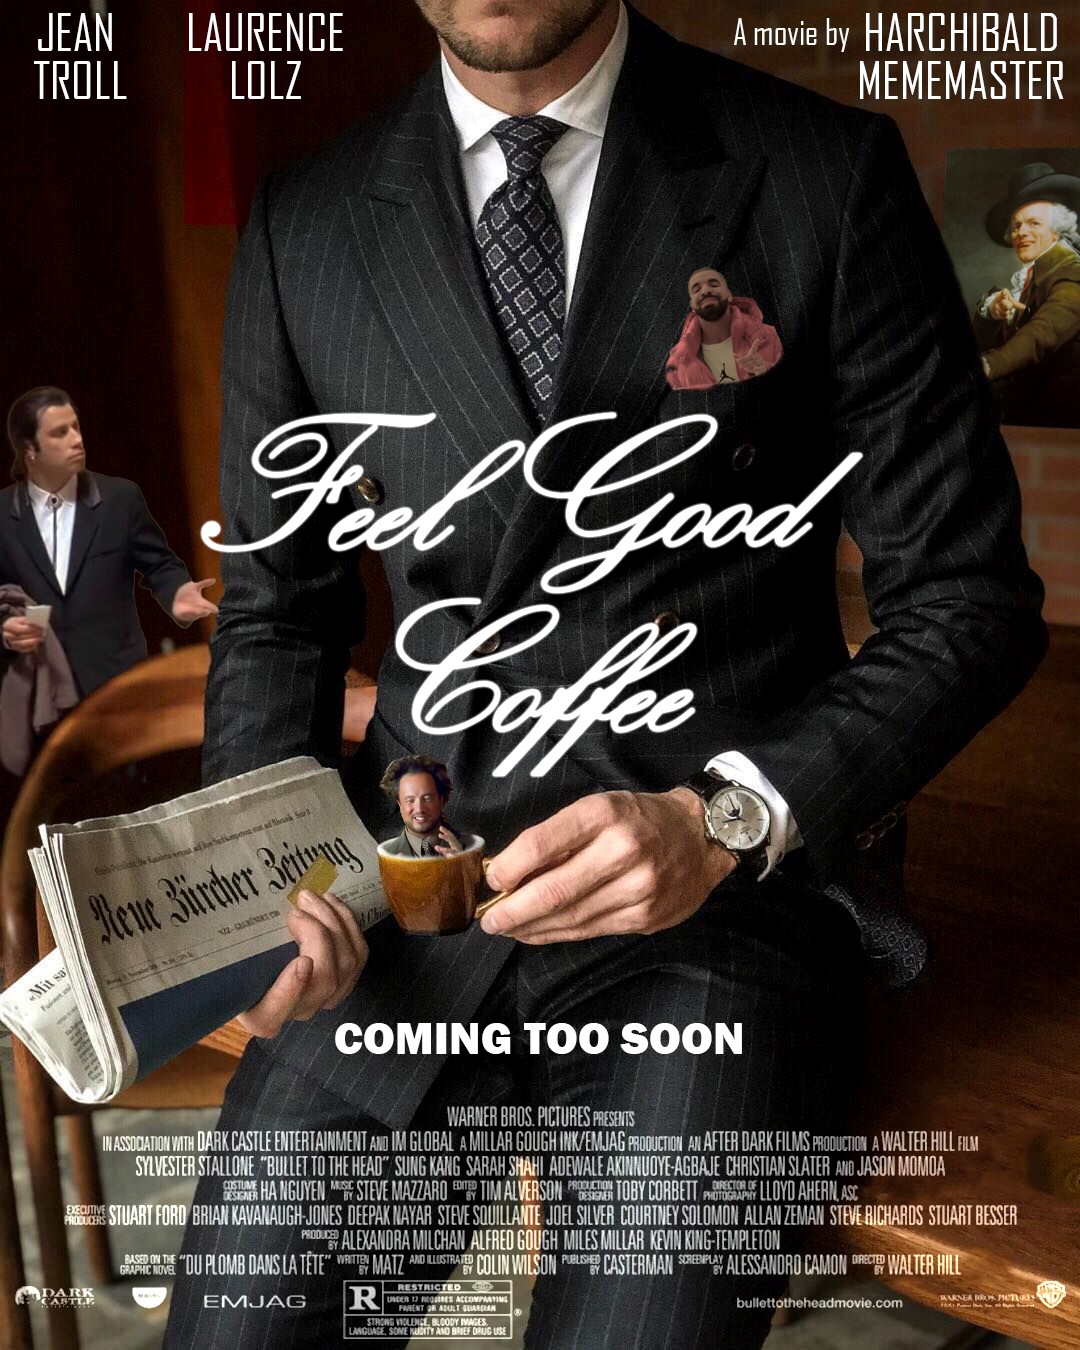 JEAN TROLL
LAURENCE LOLZ
A movie by HARCHIBALD MEMEMASTER
Feel Good
Coffee
Neue Zürcher Zeitung
«Mit sa
COMING TOO SOON
WARNER BROS. PICTURES PRESENTS
IN ASSOCIATION WITH DARK CASTLE ENTERTAINMENT AND IM GLOBAL A MILLAR GOUGH INK/EMJAG PRODUCTION AN AFTER DARK FILMS PRODUCTION A WALTER HILL FILM
SYLVESTER STALLONE "BULLET TO THE HEAD" SUNG KANG SARAH SHAHI ADEWALE AKINNUOYE-AGBAJE CHRISTIAN SLATER AND JASON MOMOA
COSTUME DESIGNER HA NGUYEN MUSIC BY STEVE MAZZARO EDITED BY TIM ALVERSON PRODUCTION DESIGNER TOBY CORBETT DIRECTOR OF PHOTOGRAPHY LLOYD AHERN, ASC
EXECUTIVE PRODUCERS STUART FORD BRIAN KAVANAUGH-JONES DEEPAK NAYAR STEVE SQUILLANTE JOEL SILVER COURTNEY SOLOMON ALLAN ZEMAN STEVE RICHARDS STUART BESSER
PRODUCED BY ALEXANDRA MILCHAN ALFRED GOUGH MILES MILLAR KEVIN KING-TEMPLETON
BASED ON THE GRAPHIC NOVEL "DU PLOMB DANS LA TÊTE" WRITTEN BY MATZ AND ILLUSTRATED BY COLIN WILSON PUBLISHED BY CASTERMAN SCREENPLAY BY ALESSANDRO CAMON DIRECTED BY WALTER HILL
DARK CASTLE
EMJAG
R RESTRICTED
UNDER 17 REQUIRES ACCOMPANYING
PARENT OR ADULT GUARDIAN
STRONG VIOLENCE, BLOODY IMAGES,
LANGUAGE, SOME NUDITY AND BRIEF DRUG USE
®
bullettotheheadmovie.com
WARNER BROS. PICTURES